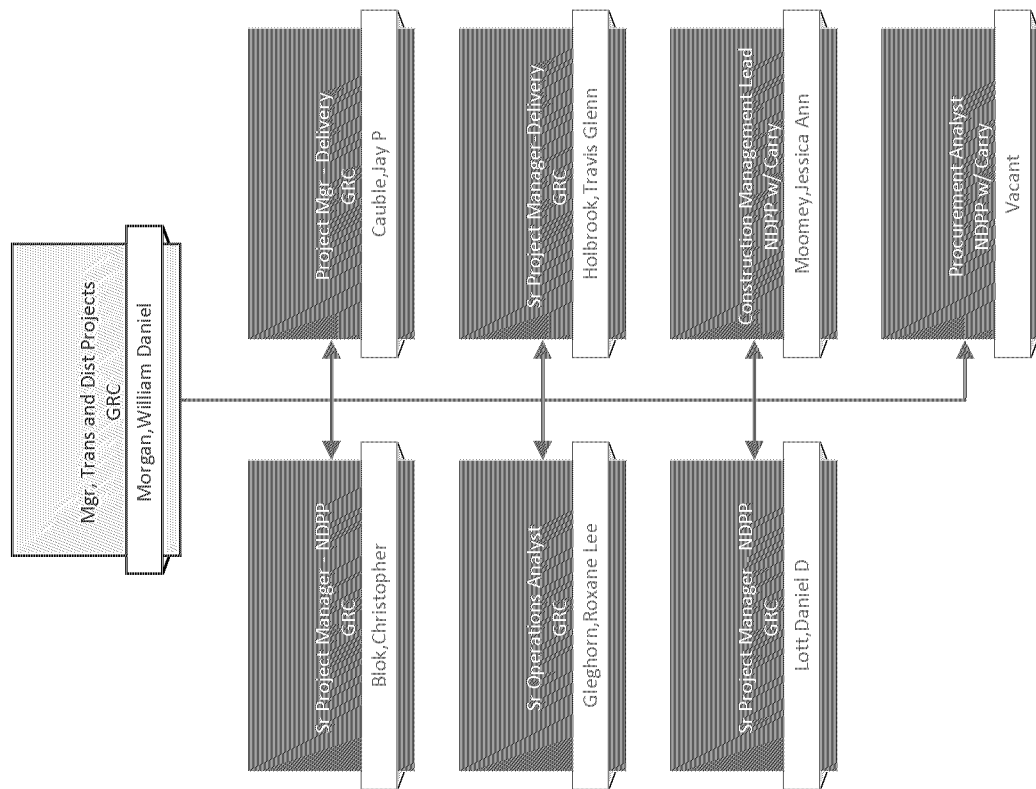 Mgr, Trans and Dist Projects
GRC
Morgan,William Daniel
Sr Project Manager - NDPP
GRC
Blok,Christopher
Project Mgr - Delivery
GRC
Cauble,Jay P
Sr Operations Analyst
GRC
Gleghorn,Roxane Lee
Sr Project Manager-Delivery
GRC
Holbrook,Travis Glenn
Sr Project Manager - NDPP
GRC
Lott,Daniel D
Construction Management Lead
NDPP w/ Carry
Moomey,Jessica Ann
Procurement Analyst
NDPP w/ Carry
Vacant